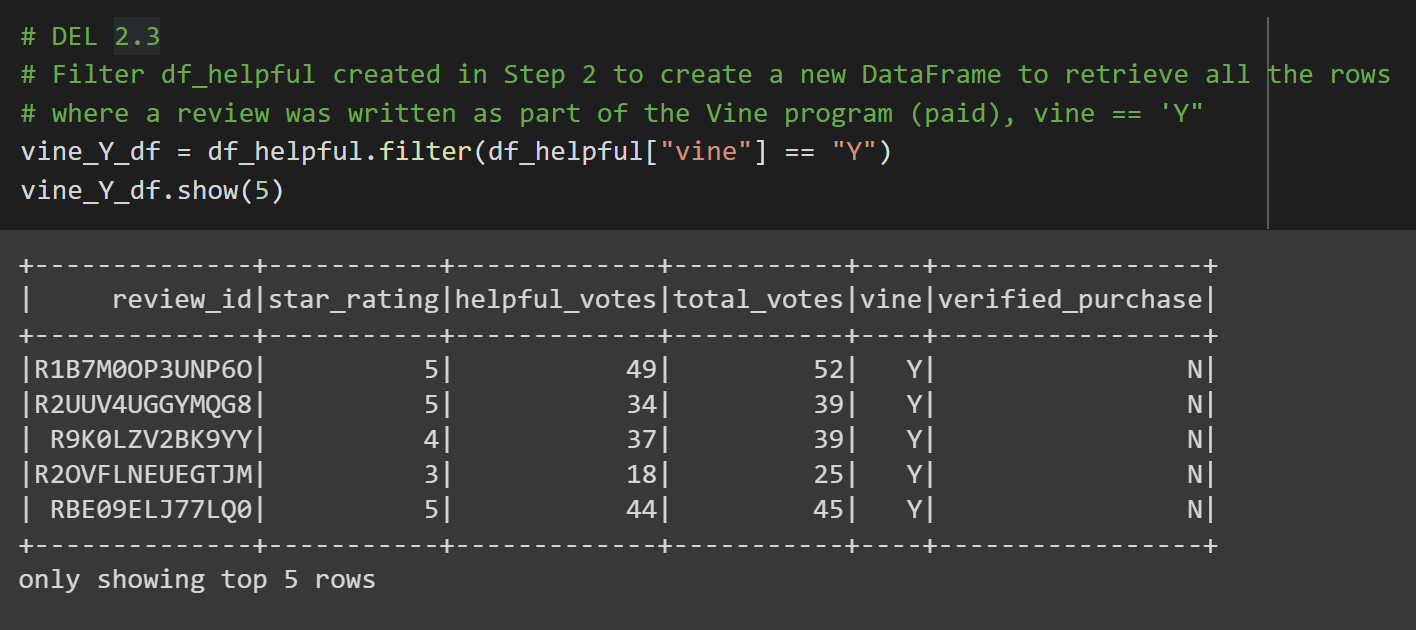 # DEL 2.3
# Filter df_helpful created in Step 2 to create a new DataFrame to retrieve all the rows
# where a review was written as part of the Vine program (paid), vine == 'Y"
vine_Y_df = df_helpful.filter(df_helpful["vine"] == "Y")
vine_Y_df.show(5)
+--------------+-----------+-------------+-----------+----+-----------------+
|     review_id|star_rating|helpful_votes|total_votes|vine|verified_purchase|
+--------------+-----------+-------------+-----------+----+-----------------+
|R1B7M0OP3UNP6O|          5|           49|         52|   Y|                N|
|R2UUV4UGGYMQG8|          5|           34|         39|   Y|                N|
| R9K0LZV2BK9YY|          4|           37|         39|   Y|                N|
|R2OVFLNEUEGTJM|          3|           18|         25|   Y|                N|
| RBE09ELJ77LQ0|          5|           44|         45|   Y|                N|
+--------------+-----------+-------------+-----------+----+-----------------+
only showing top 5 rows